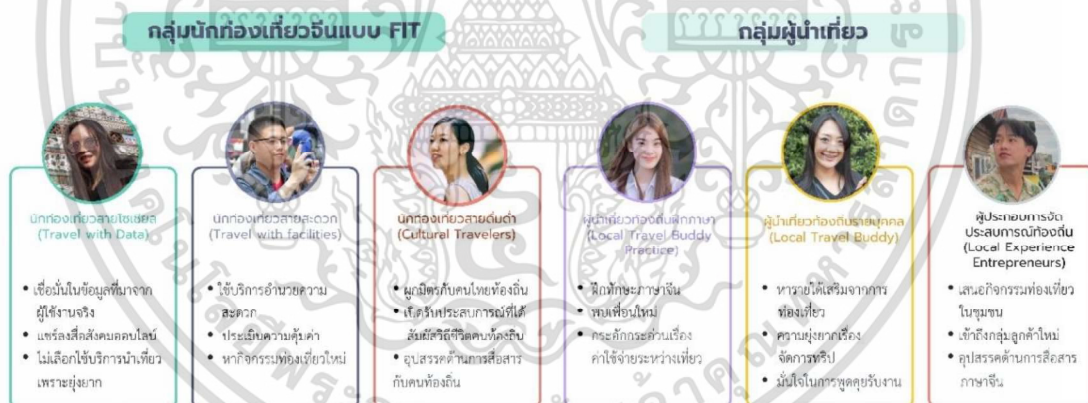 กลุ่มนักท่องเที่ยวจีนแบบ FIT
กลุ่มผู้นำเที่ยว
นักท่องเที่ยวสายโซเชียล
(Travel with Data)
• เชื่อมั่นในข้อมูลที่มาจาก
ผู้ใช้งานจริง
• แชร์ลงสื่อสังคมออนไลน์
• ไม่เลือกใช้บริการนำเที่ยว
เพราะยุ่งยาก
นักท่องเที่ยวสายสะดวก
(Travel with facilities)
• ใช้บริการอำนวยความ
สะดวก
• ประเมินความคุ้มค่า
• หากิจกรรมท่องเที่ยวใหม่
นักท่องเที่ยวสายดื่มด่ำ
(Cultural Travelers)
• ผูกมิตรกับคนไทยท้องถิ่น
• เปิดรับประสบการณ์ที่ได้
สัมผัสวิถีชีวิตคนท้องถิ่น
• อุปสรรคด้านการสื่อสาร
กับคนท้องถิ่น
ผู้นำเที่ยวท้องถิ่นฝึกภาษา
(Local Travel Buddy
Practice)
• ฝึกทักษะภาษาจีน
• พบเพื่อนใหม่
• กระอักกระอ่วนเรื่อง
ค่าใช้จ่ายระหว่างเที่ยว
ผู้นำเที่ยวท้องถิ่นรายบุคคล
(Local Travel Buddy)
• หารายได้เสริมจากการ
ท่องเที่ยว
• ความยุ่งยากเรื่อง
จัดการทริป
• มั่นใจในการพูดคุยรับงาน
ผู้ประกอบการจัด
ประสบการณ์ท้องถิ่น
(Local Experience
Entrepreneurs)
• เสนอกิจกรรมท่องเที่ยว
ในชุมชน
• เข้าถึงกลุ่มลูกค้าใหม่
• อุปสรรคด้านการสื่อสาร
ภาษาจีน